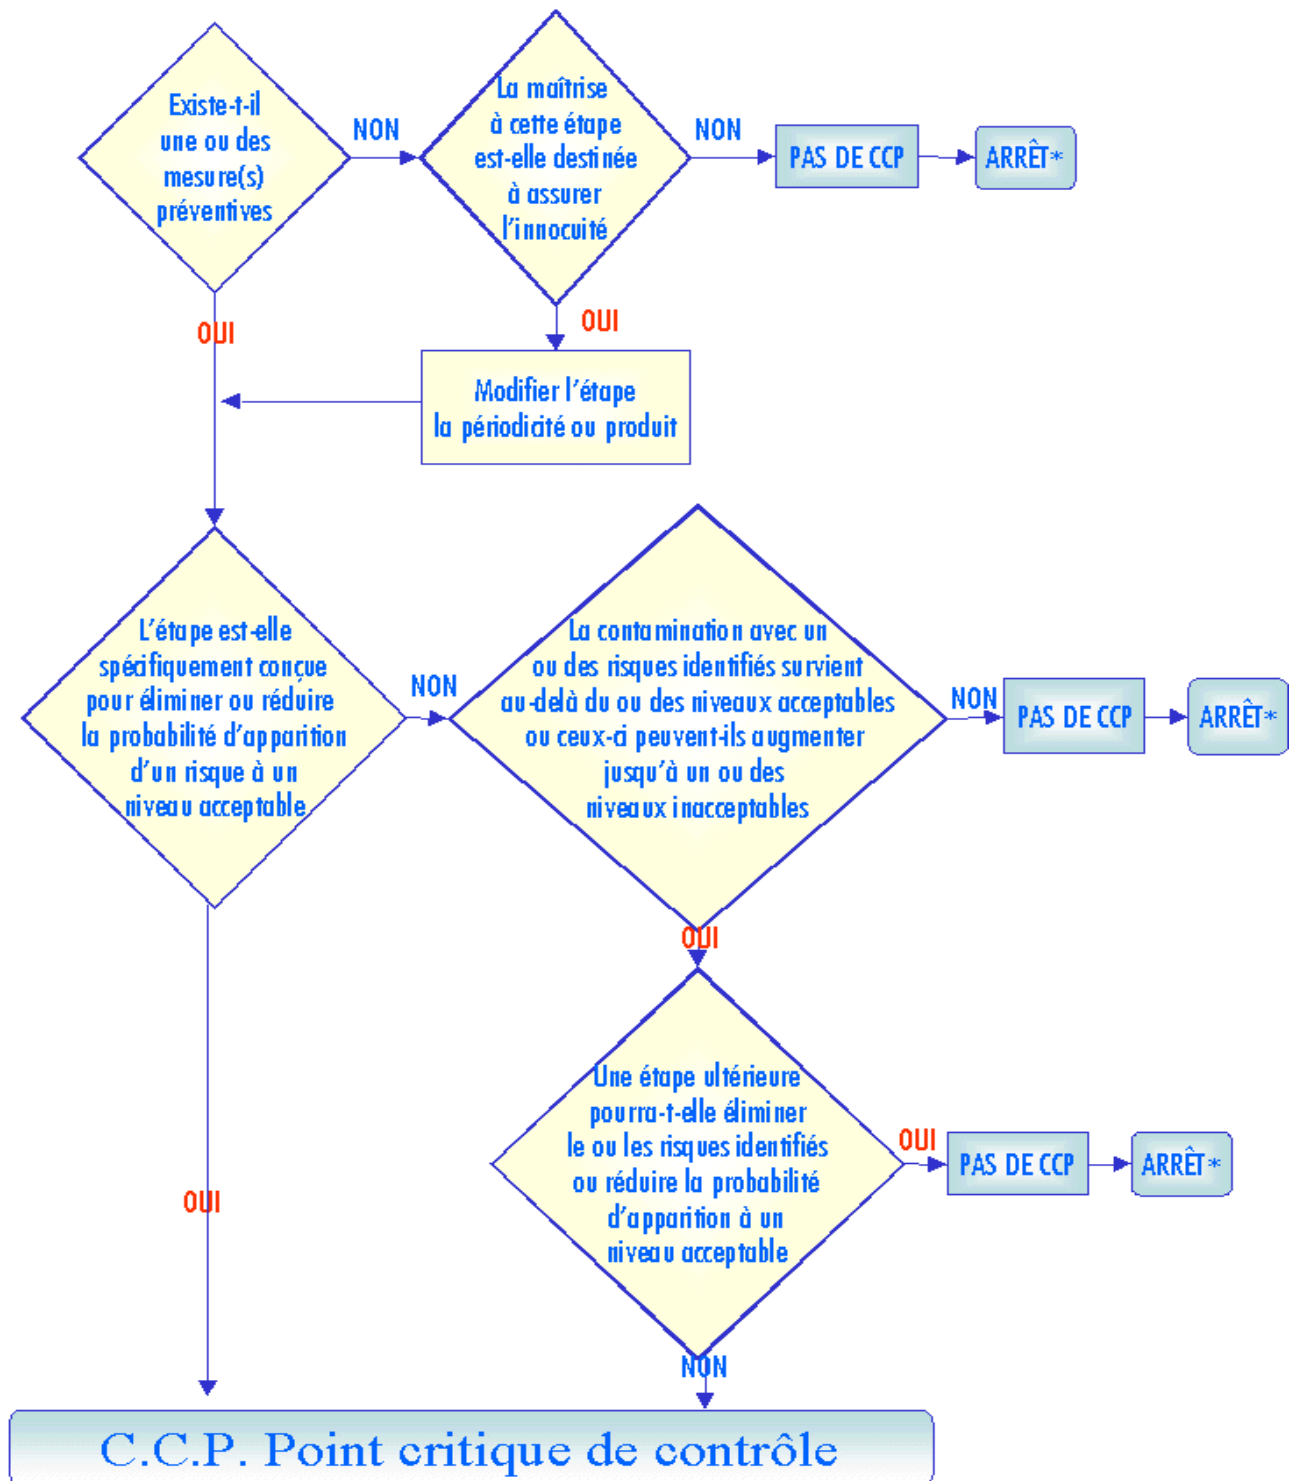 Existe-t-il
une ou des
mesure(s)
préventives
NON
La maîtrise
à cette étape
est-elle destinée
à assurer
l'innocuité
NON
PAS DE CCP
ARRÊT*
OUI
OUI
Modifier l'étape
la périodicité ou produit
L'étape est-elle
spécifiquement conçue
pour éliminer ou réduire
la probabilité d'apparition
d'un risque à un
niveau acceptable
NON
La contamination avec un
ou des risques identifiés survient
au-delà du ou des niveaux acceptables
ou ceux-ci peuvent-ils augmenter
jusqu'à un ou des
niveaux inacceptables
NON
PAS DE CCP
ARRÊT*
OUI
Une étape ultérieure
pourra-t-elle éliminer
le ou les risques identifiés
ou réduire la probabilité
d'apparition à un
niveau acceptable
OUI
PAS DE CCP
ARRÊT*
OUI
NON
C.C.P. Point critique de contrôle